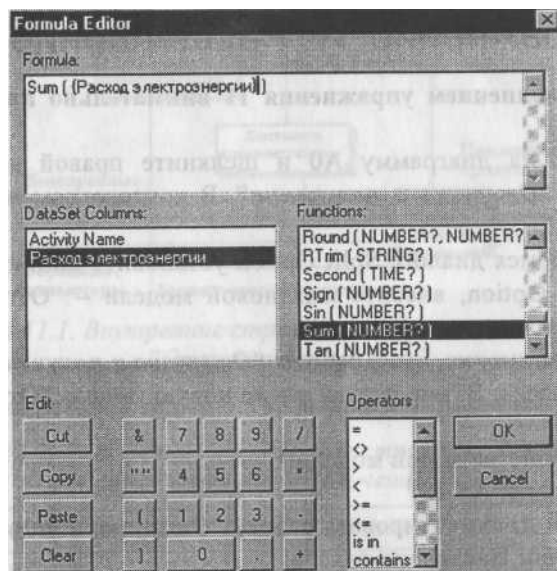 Formula Editor
Formula:
Sum ( {Расход электроэнергии} )
DataSet Columns:
Activity Name
Расход электроэнергии
Functions:
Round ( NUMBER?, NUMBER?
RTrim ( STRING? )
Second ( TIME? )
Sign ( NUMBER? )
Sin ( NUMBER? )
Sum ( NUMBER? )
Tan ( NUMBER? )
Edit
Cut
Copy
Paste
Clear
& 7 8 9 /
"" 4 5 6 *
( 1 2 3 -
) 0 . +
Operators
=
<>
>
<
>=
<=
is in
contains
OK
Cancel